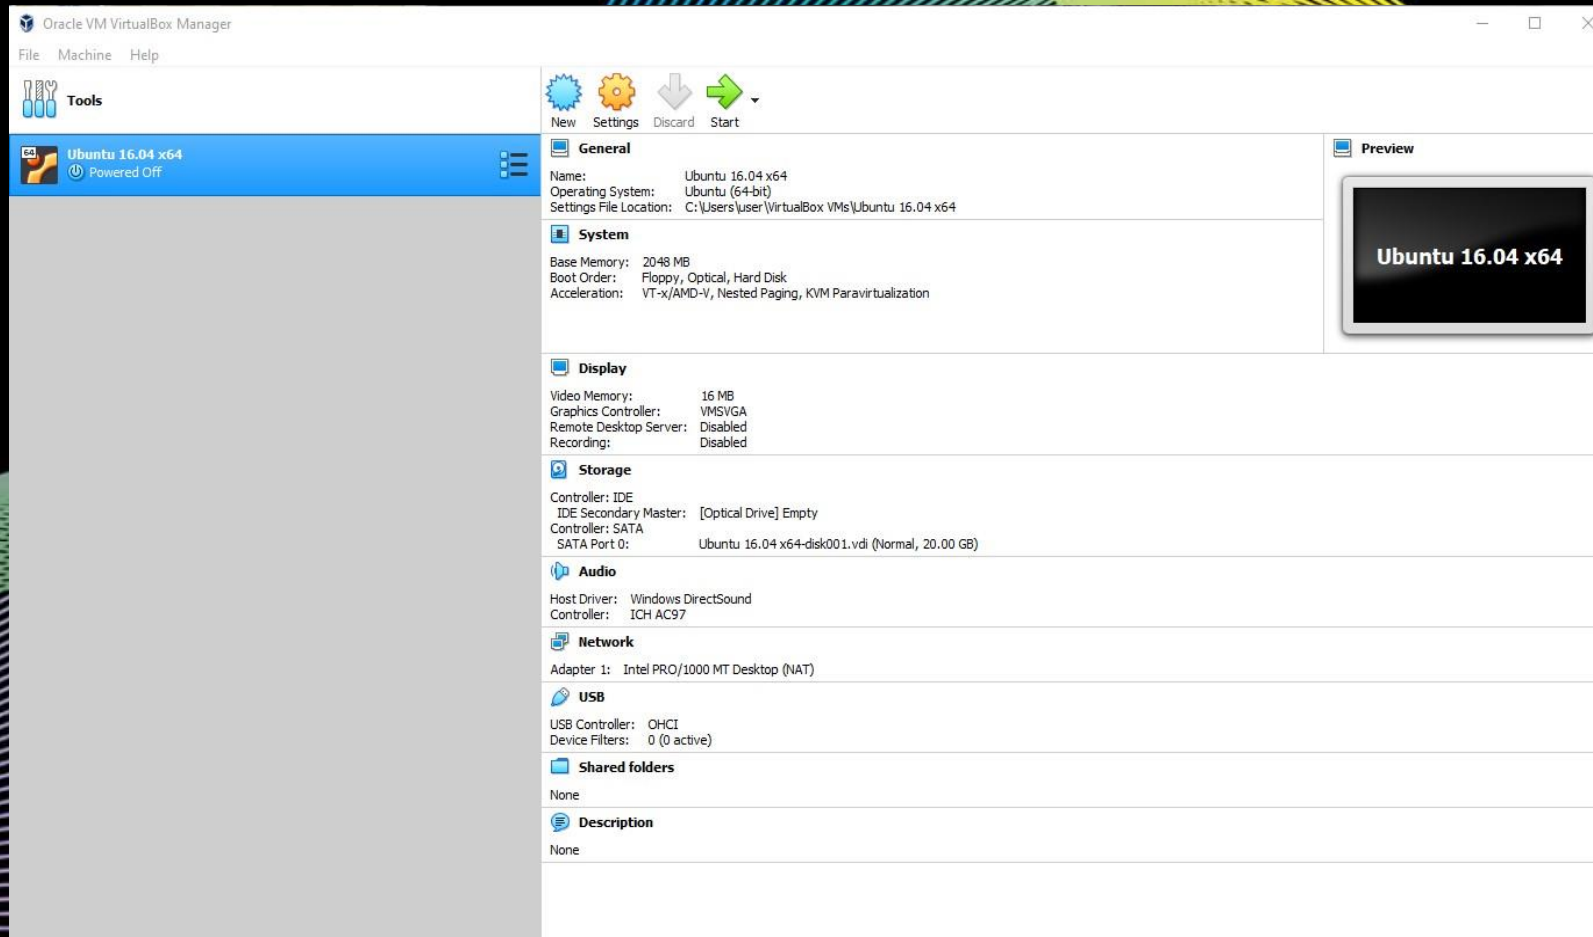 Oracle VM VirtualBox Manager
File Machine Help
Tools
New Settings Discard Start
64
Ubuntu 16.04 x64
Powered Off
General
Name: Ubuntu 16.04 x64
Operating System: Ubuntu (64-bit)
Settings File Location: C:\Users\user\VirtualBox VMs\Ubuntu 16.04 x64
Preview
Ubuntu 16.04 x64
System
Base Memory: 2048 MB
Boot Order: Floppy, Optical, Hard Disk
Acceleration: VT-x/AMD-V, Nested Paging, KVM Paravirtualization
Display
Video Memory: 16 MB
Graphics Controller: VMSVGA
Remote Desktop Server: Disabled
Recording: Disabled
Storage
Controller: IDE
IDE Secondary Master: [Optical Drive] Empty
Controller: SATA
SATA Port 0: Ubuntu 16.04 x64-disk001.vdi (Normal, 20.00 GB)
Audio
Host Driver: Windows DirectSound
Controller: ICH AC97
Network
Adapter 1: Intel PRO/1000 MT Desktop (NAT)
USB
USB Controller: OHCI
Device Filters: 0 (0 active)
Shared folders
None
Description
None